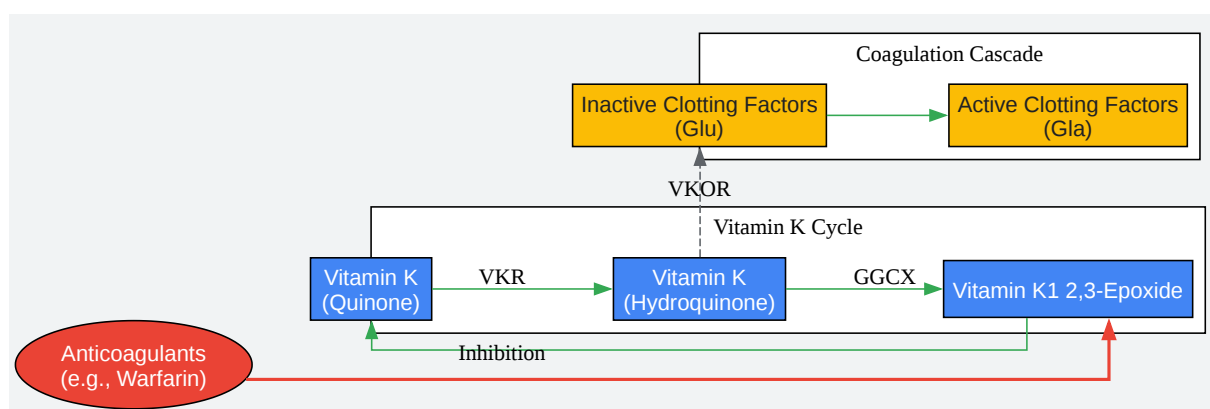 Coagulation Cascade
Inactive Clotting Factors
(Glu)
Active Clotting Factors
(Gla)
VKOR
Vitamin K Cycle
Vitamin K
(Quinone)
VKR
Vitamin K
(Hydroquinone)
GGCX
Vitamin K1 2,3-Epoxide
Inhibition
Anticoagulants
(e.g., Warfarin)